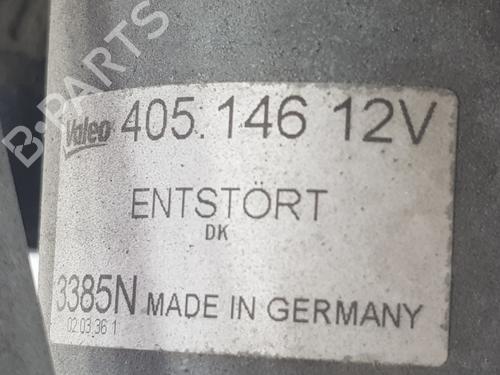 B-PARTS
Valeo 405.146 12V
ENTSTÖRT
DK
3385N MADE IN GERMANY
02 03 36 1